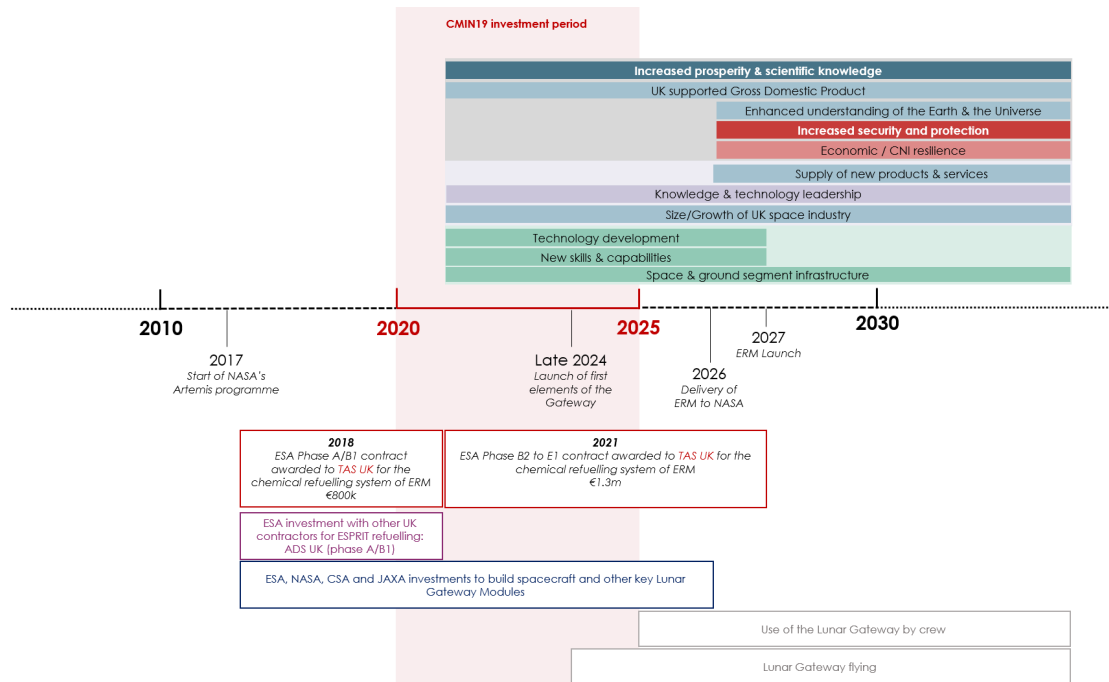 CMIN19 investment period
Increased prosperity & scientific knowledge
UK supported Gross Domestic Product
Enhanced understanding of the Earth & the Universe
Increased security and protection
Economic / CNI resilience
Supply of new products & services
Knowledge & technology leadership
Size/Growth of UK space industry
Technology development
New skills & capabilities
Space & ground segment infrastructure
2010
2020
2025
2030
2017
Start of NASA's
Artemis programme
Late 2024
Launch of first
elements of the
Gateway
2026
Delivery of
ERM to NASA
2027
ERM Launch
2018
ESA Phase A/B1 contract
awarded to TAS UK for the
chemical refuelling system of ERM
€800k
2021
ESA Phase B2 to E1 contract awarded to TAS UK for the
chemical refuelling system of ERM
€1.3m
ESA investment with other UK
contractors for ESPRIT refuelling:
ADS UK (phase A/B1)
ESA, NASA, CSA and JAXA investments to build spacecraft and other key Lunar
Gateway Modules
Use of the Lunar Gateway by crew
Lunar Gateway flying